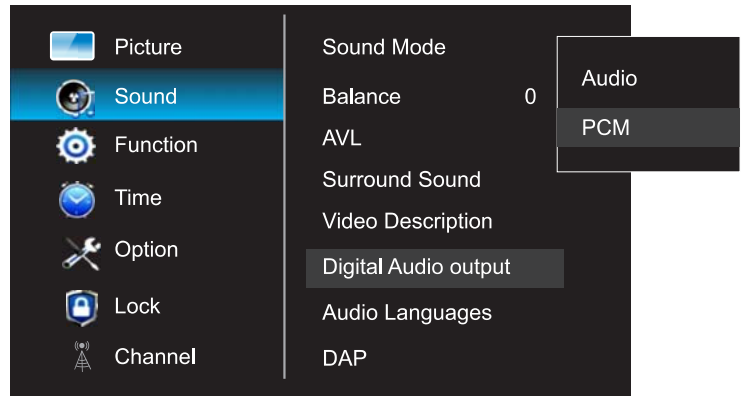 Picture
Sound
Function
Time
Option
Lock
Channel
Sound Mode
Balance 0
AVL
Surround Sound
Video Description
Digital Audio output
Audio Languages
DAP
Audio
PCM